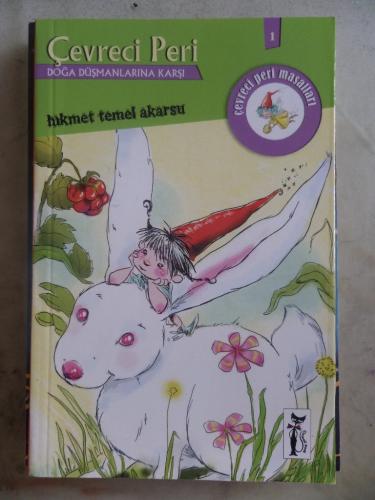 1
Çevreci Peri
DOĞA DÜŞMANLARINA KARŞI
çevreci peri masalları
hikmet temel akarsu